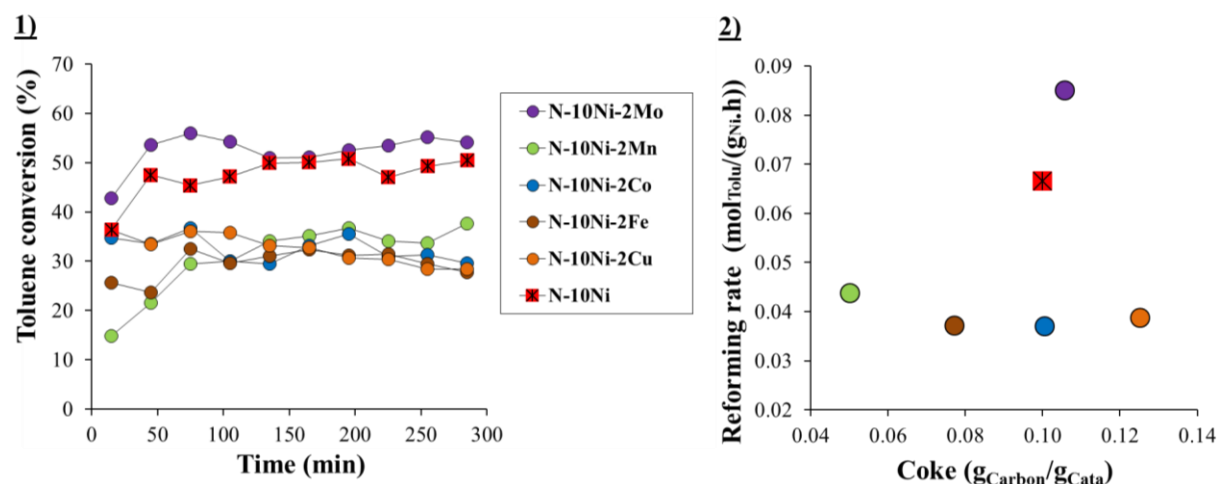 1)
Toluene conversion (%)
70
60
50
40
30
20
10
0
0 50 100 150 200 250 300
Time (min)
N-10Ni-2Mo
N-10Ni-2Mn
N-10Ni-2Co
N-10Ni-2Fe
N-10Ni-2Cu
N-10Ni
2)
Reforming rate (molTolu/(gNi.h))
0.09
0.08
0.07
0.06
0.05
0.04
0.03
0.02
0.04 0.06 0.08 0.10 0.12 0.14
Coke (gCarbon/gCata)